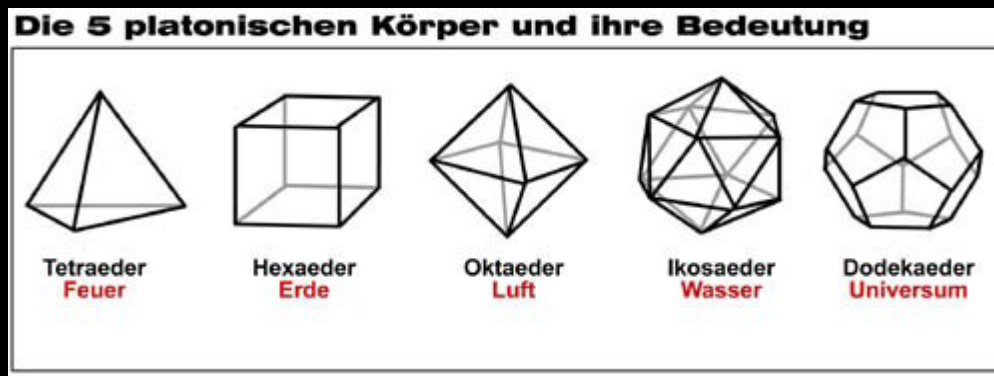 Die 5 platonischen Körper und ihre Bedeutung
Tetraeder
Feuer
Hexaeder
Erde
Oktaeder
Luft
Ikosaeder
Wasser
Dodekaeder
Universum